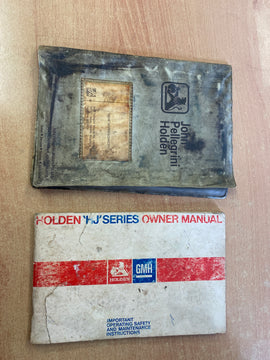 John
Pellegrini
Holden
HOLDEN 'HJ' SERIES OWNER MANUAL
HOLDEN
GMH
IMPORTANT
OPERATING SAFETY
AND MAINTENANCE
INSTRUCTIONS